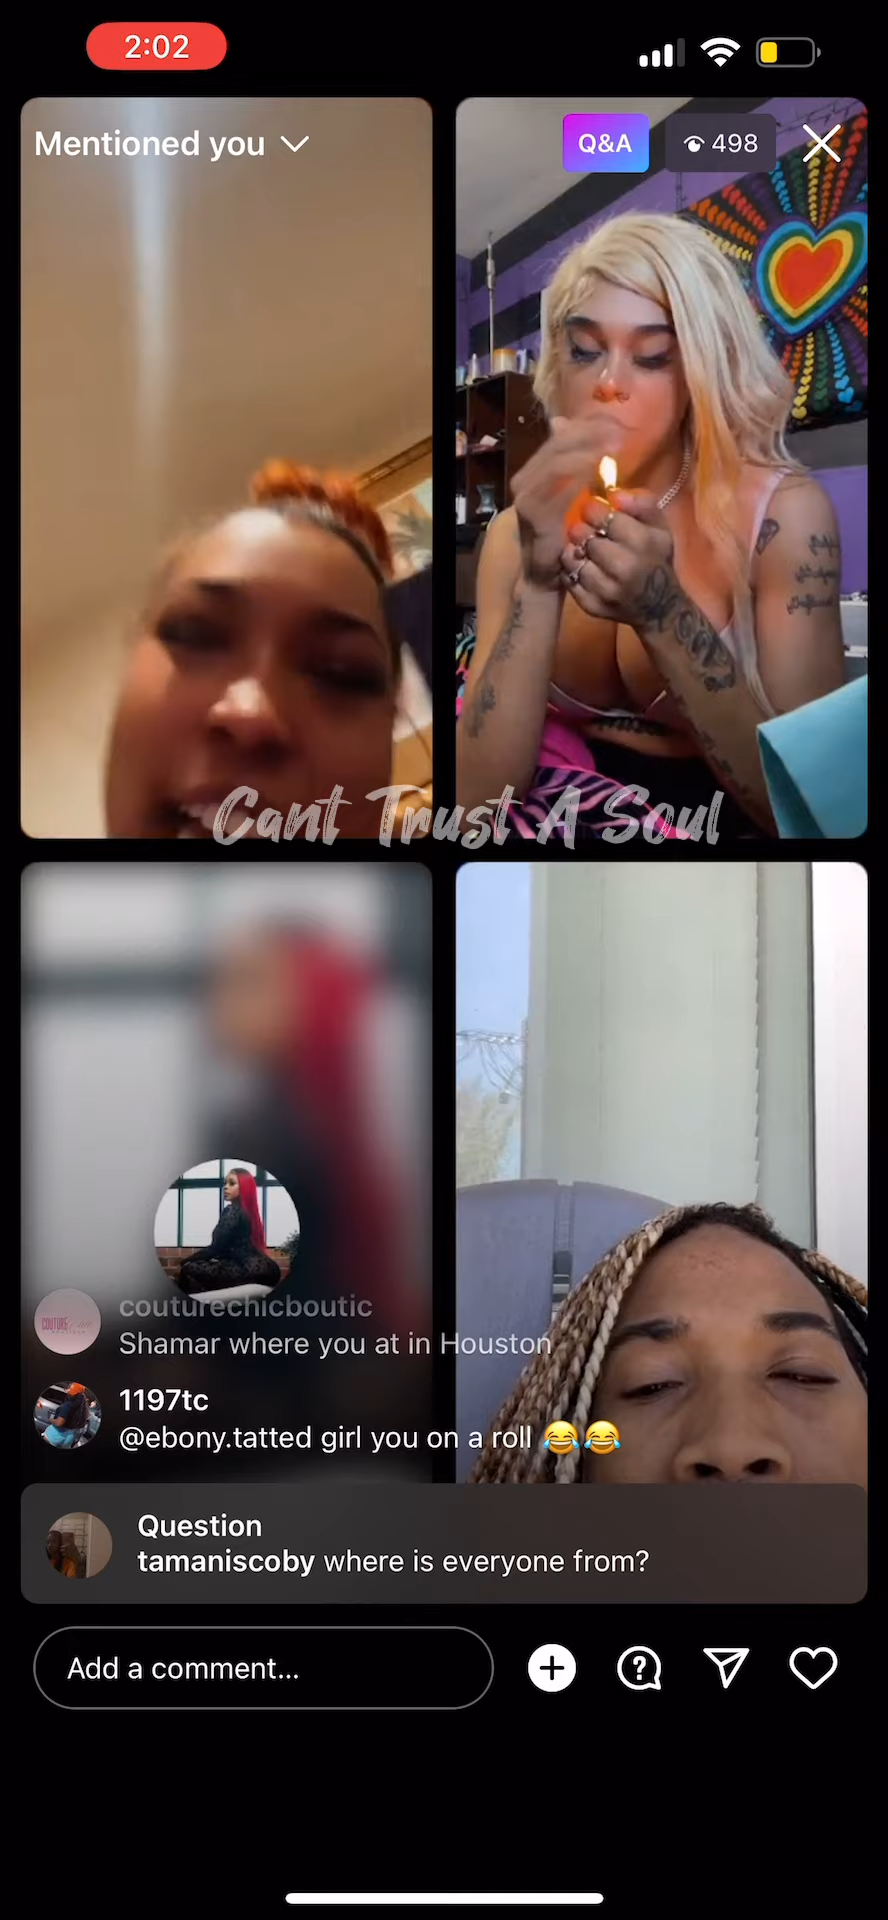 2:02
Mentioned you
Q&A
498
Cant Trust A Soul
couturechicboutic
Shamar where you at in Houston
1197tc
@ebony.tatted girl you on a roll 😂😂
Question
tamaniscoby where is everyone from?
Add a comment...